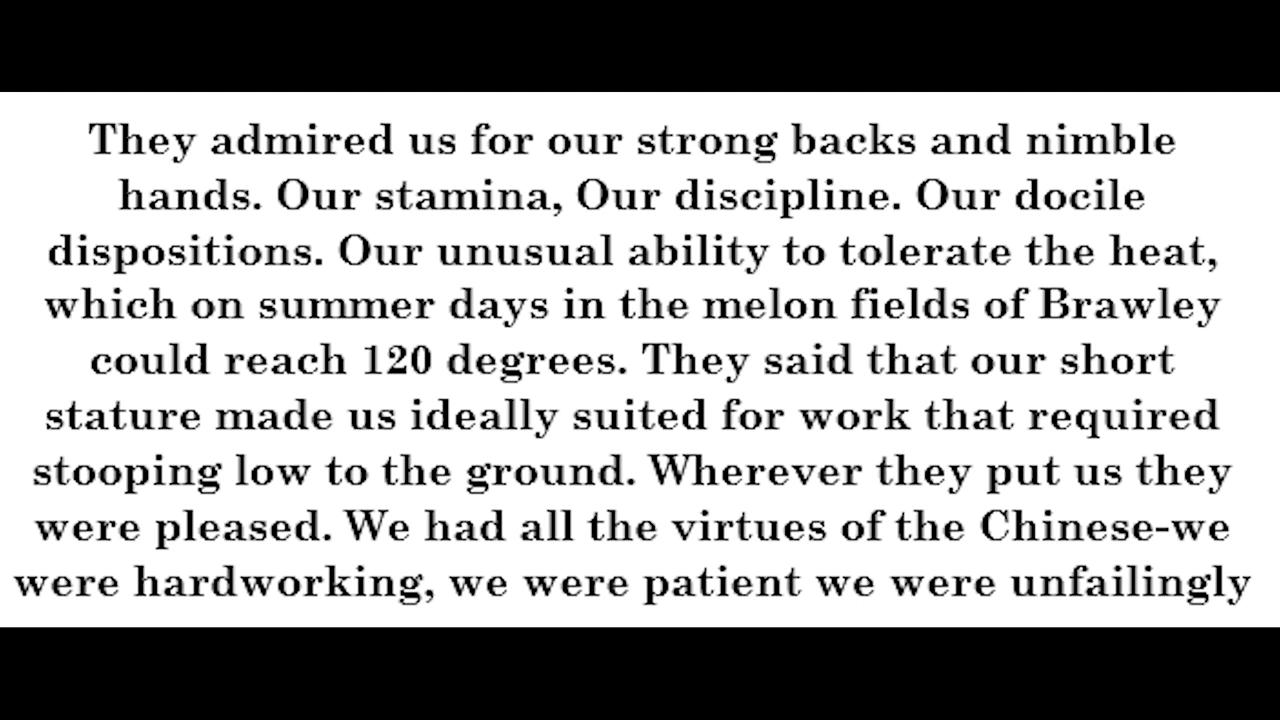 They admired us for our strong backs and nimble
hands. Our stamina, Our discipline. Our docile
dispositions. Our unusual ability to tolerate the heat,
which on summer days in the melon fields of Brawley
could reach 120 degrees. They said that our short
stature made us ideally suited for work that required
stooping low to the ground. Wherever they put us they
were pleased. We had all the virtues of the Chinese-we
were hardworking, we were patient we were unfailingly